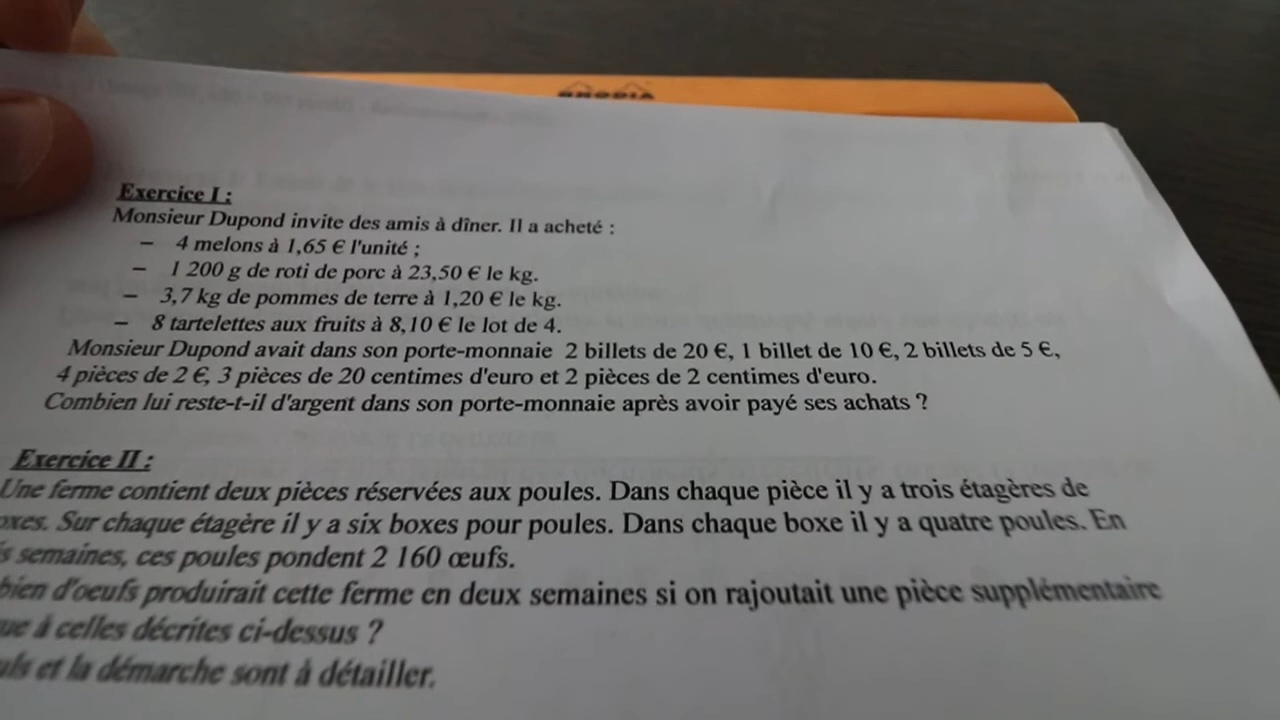 RHODIA
Exercice I :
Monsieur Dupond invite des amis à dîner. Il a acheté :
– 4 melons à 1,65 € l'unité ;
– 1 200 g de roti de porc à 23,50 € le kg.
– 3,7 kg de pommes de terre à 1,20 € le kg.
– 8 tartelettes aux fruits à 8,10 € le lot de 4.
Monsieur Dupond avait dans son porte-monnaie 2 billets de 20 €, 1 billet de 10 €, 2 billets de 5 €,
4 pièces de 2 €, 3 pièces de 20 centimes d'euro et 2 pièces de 2 centimes d'euro.
Combien lui reste-t-il d'argent dans son porte-monnaie après avoir payé ses achats ?
Exercice II :
Une ferme contient deux pièces réservées aux poules. Dans chaque pièce il y a trois étagères de
oxes. Sur chaque étagère il y a six boxes pour poules. Dans chaque boxe il y a quatre poules. En
s semaines, ces poules pondent 2 160 œufs.
bien d'oeufs produirait cette ferme en deux semaines si on rajoutait une pièce supplémentaire
ue à celles décrites ci-dessus ?
uls et la démarche sont à détailler.